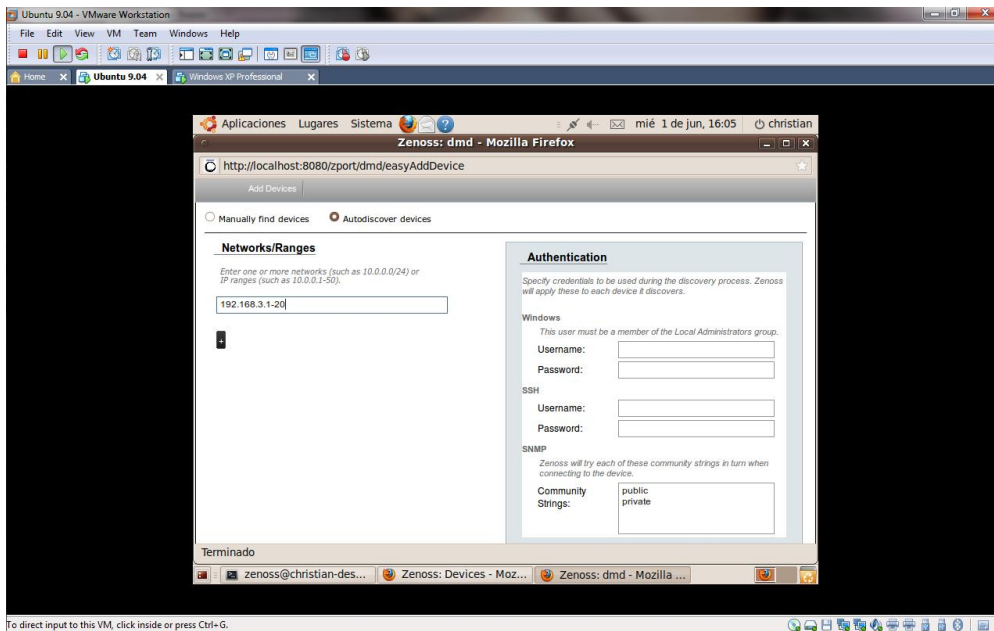 Ubuntu 9.04 - VMware Workstation
File Edit View VM Team Windows Help
Home X Ubuntu 9.04 X Windows XP Professional X
Aplicaciones Lugares Sistema ? mié 1 de jun, 16:05 christian
Zenoss: dmd - Mozilla Firefox
http://localhost:8080/zport/dmd/easyAddDevice
Add Devices
Manually find devices Autodiscover devices
Networks/Ranges
Enter one or more networks (such as 10.0.0.0/24) or
IP ranges (such as 10.0.0.1-50).
192.168.3.1-20
+
Authentication
Specify credentials to be used during the discovery process. Zenoss
will apply these to each device it discovers.
Windows
This user must be a member of the Local Administrators group.
Username:
Password:
SSH
Username:
Password:
SNMP
Zenoss will try each of these community strings in turn when
connecting to the device.
Community
Strings:
public
private
Terminado
zenoss@christian-des... Zenoss: Devices - Moz... Zenoss: dmd - Mozilla ...
To direct input to this VM, click inside or press Ctrl+G.